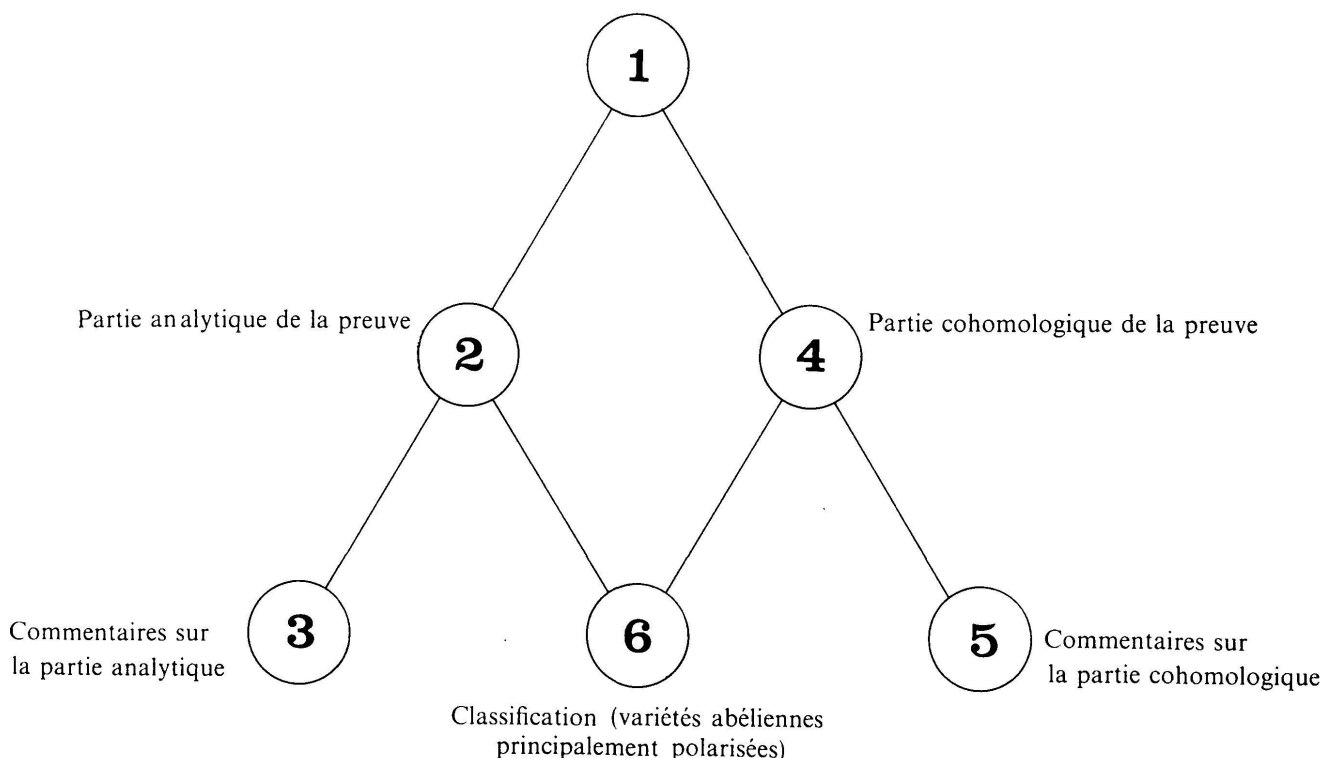 1
Partie analytique de la preuve
2
4
Partie cohomologique de la preuve
Commentaires sur
la partie analytique
3
6
5
Commentaires sur
la partie cohomologique
Classification (variétés abéliennes
principalement polarisées)